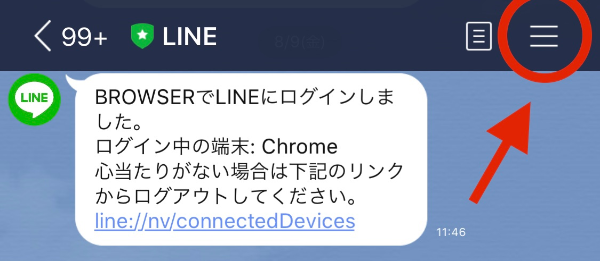 99+ LINE
8/9(金)
LINE
BROWSERでLINEにログインしま
した。
ログイン中の端末: Chrome
心当たりがない場合は下記のリンク
からログアウトしてください。
line://nv/connectedDevices
11:46